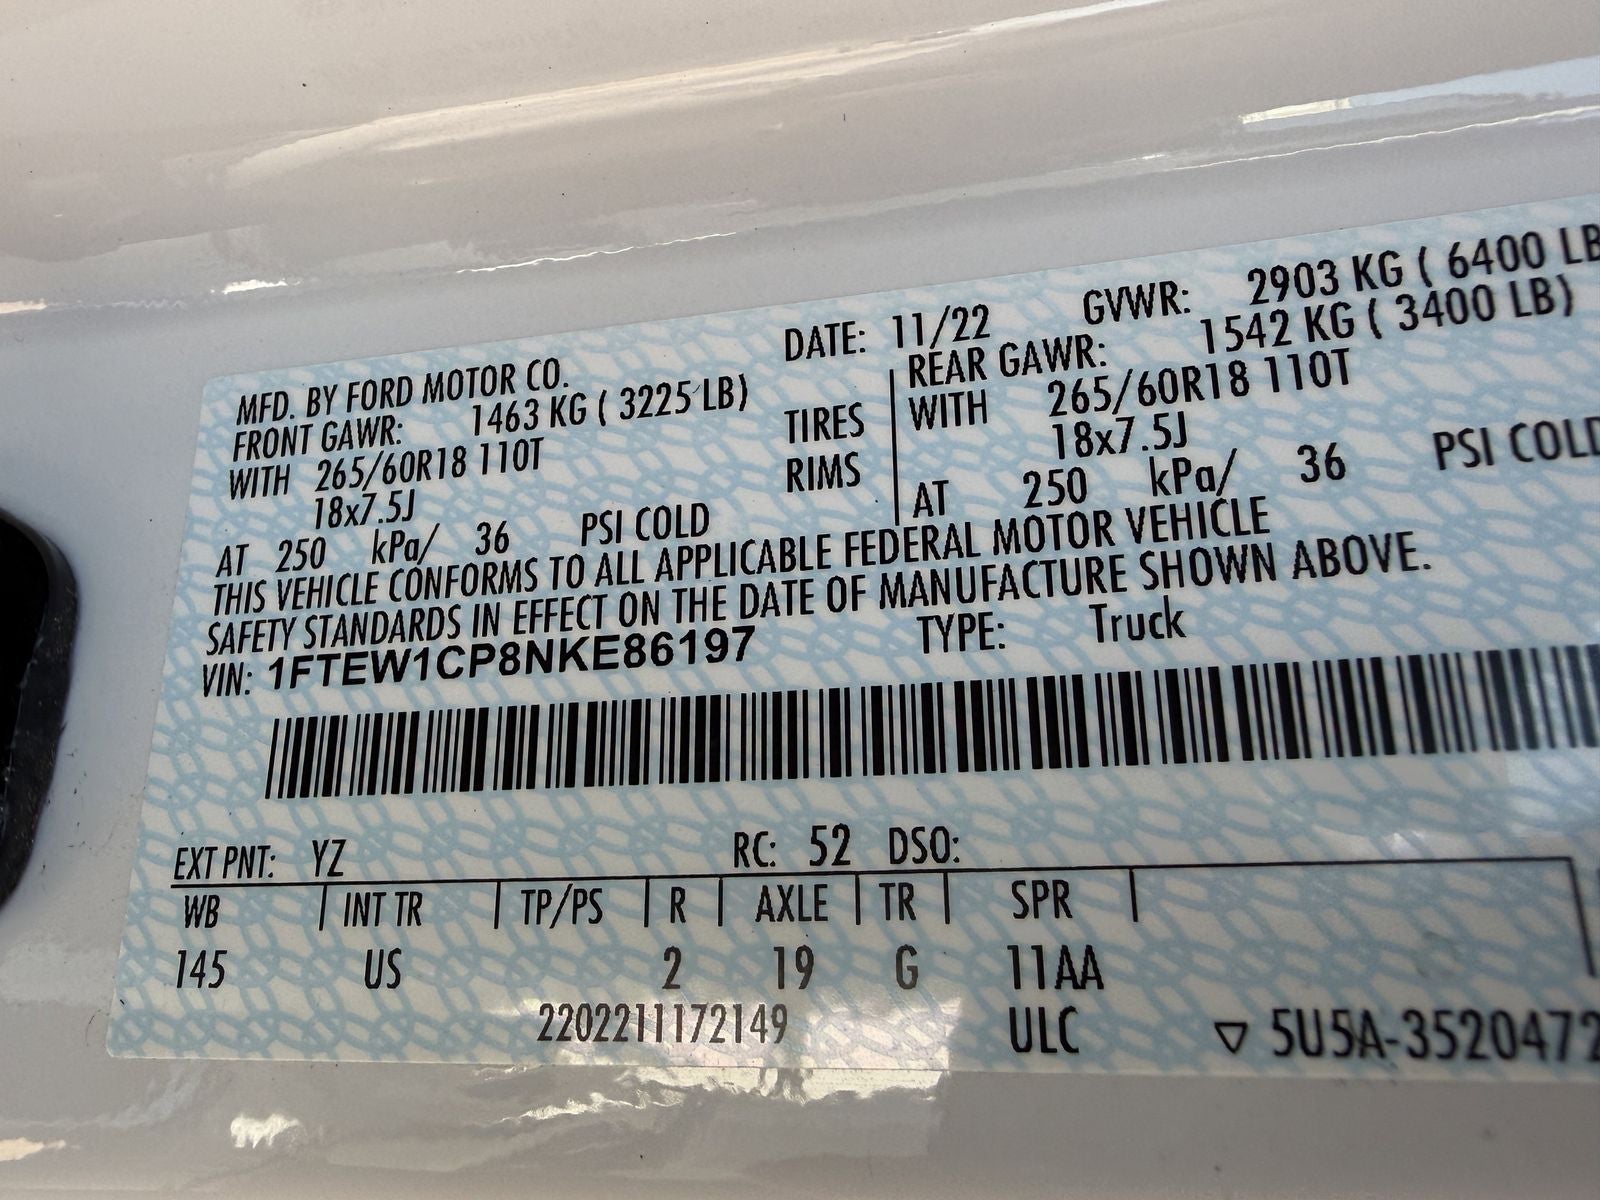 MFD. BY FORD MOTOR CO. DATE: 11/22 GVWR: 2903 KG ( 6400 LB
FRONT GAWR: 1463 KG ( 3225 LB) REAR GAWR: 1542 KG ( 3400 LB)
WITH 265/60R18 110T TIRES WITH 265/60R18 110T
18x7.5J RIMS 18x7.5J
AT 250 kPa/ 36 PSI COLD AT 250 kPa/ 36 PSI COLD
THIS VEHICLE CONFORMS TO ALL APPLICABLE FEDERAL MOTOR VEHICLE
SAFETY STANDARDS IN EFFECT ON THE DATE OF MANUFACTURE SHOWN ABOVE.
VIN: 1FTEW1CP8NKE86197 TYPE: Truck
EXT PNT: YZ RC: 52 DSO:
WB INT TR TP/PS R AXLE TR SPR
145 US 2 19 G 11AA
2202211172149 ULC ▽ 5U5A-3520472